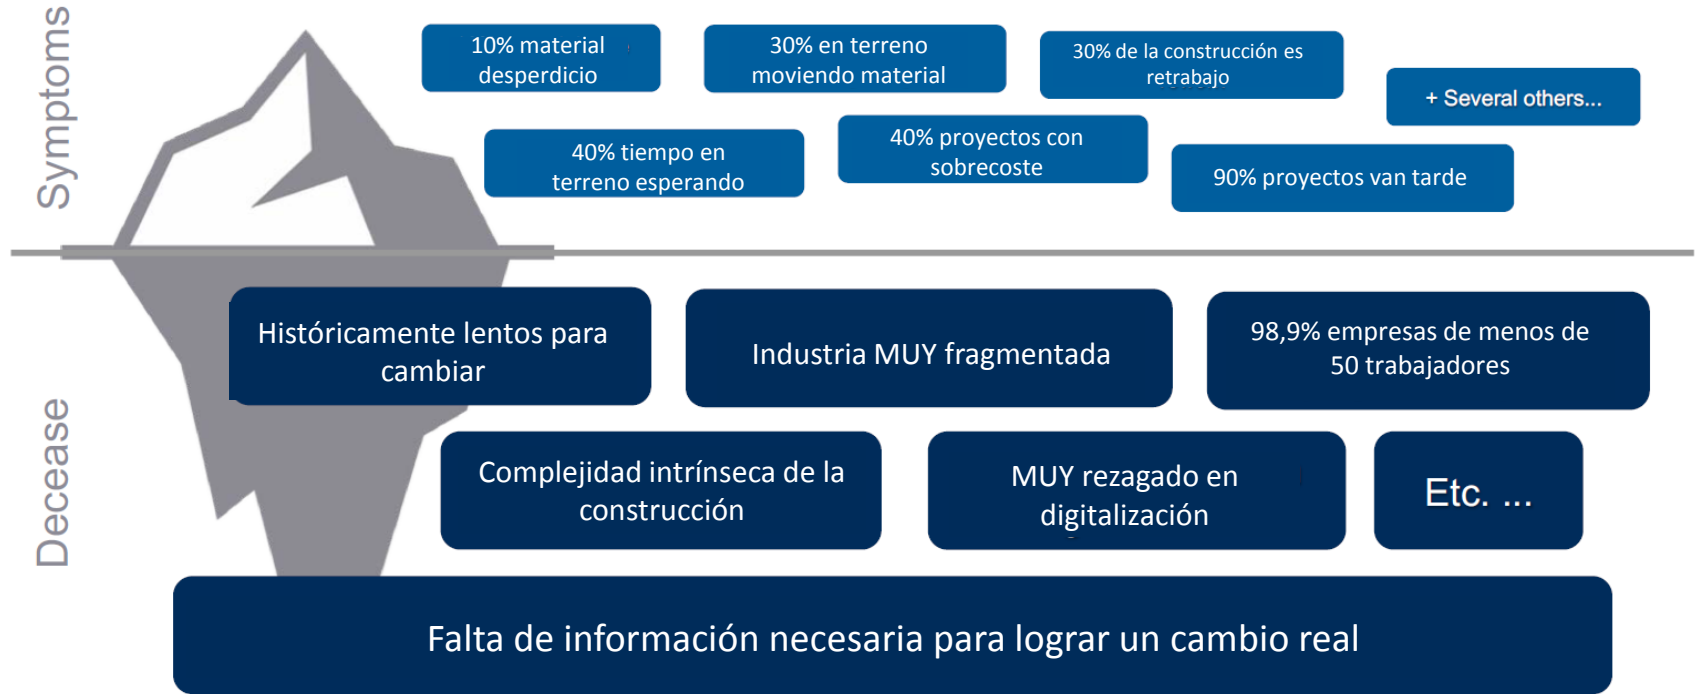 Symptoms
10% material
desperdicio
30% en terreno
moviendo material
30% de la construcción es
retrabajo
+ Several others...
40% tiempo en
terreno esperando
40% proyectos con
sobrecoste
90% proyectos van tarde
Decease
Históricamente lentos para
cambiar
Industria MUY fragmentada
98,9% empresas de menos de
50 trabajadores
Complejidad intrínseca de la
construcción
MUY rezagado en
digitalización
Etc. ...
Falta de información necesaria para lograr un cambio real